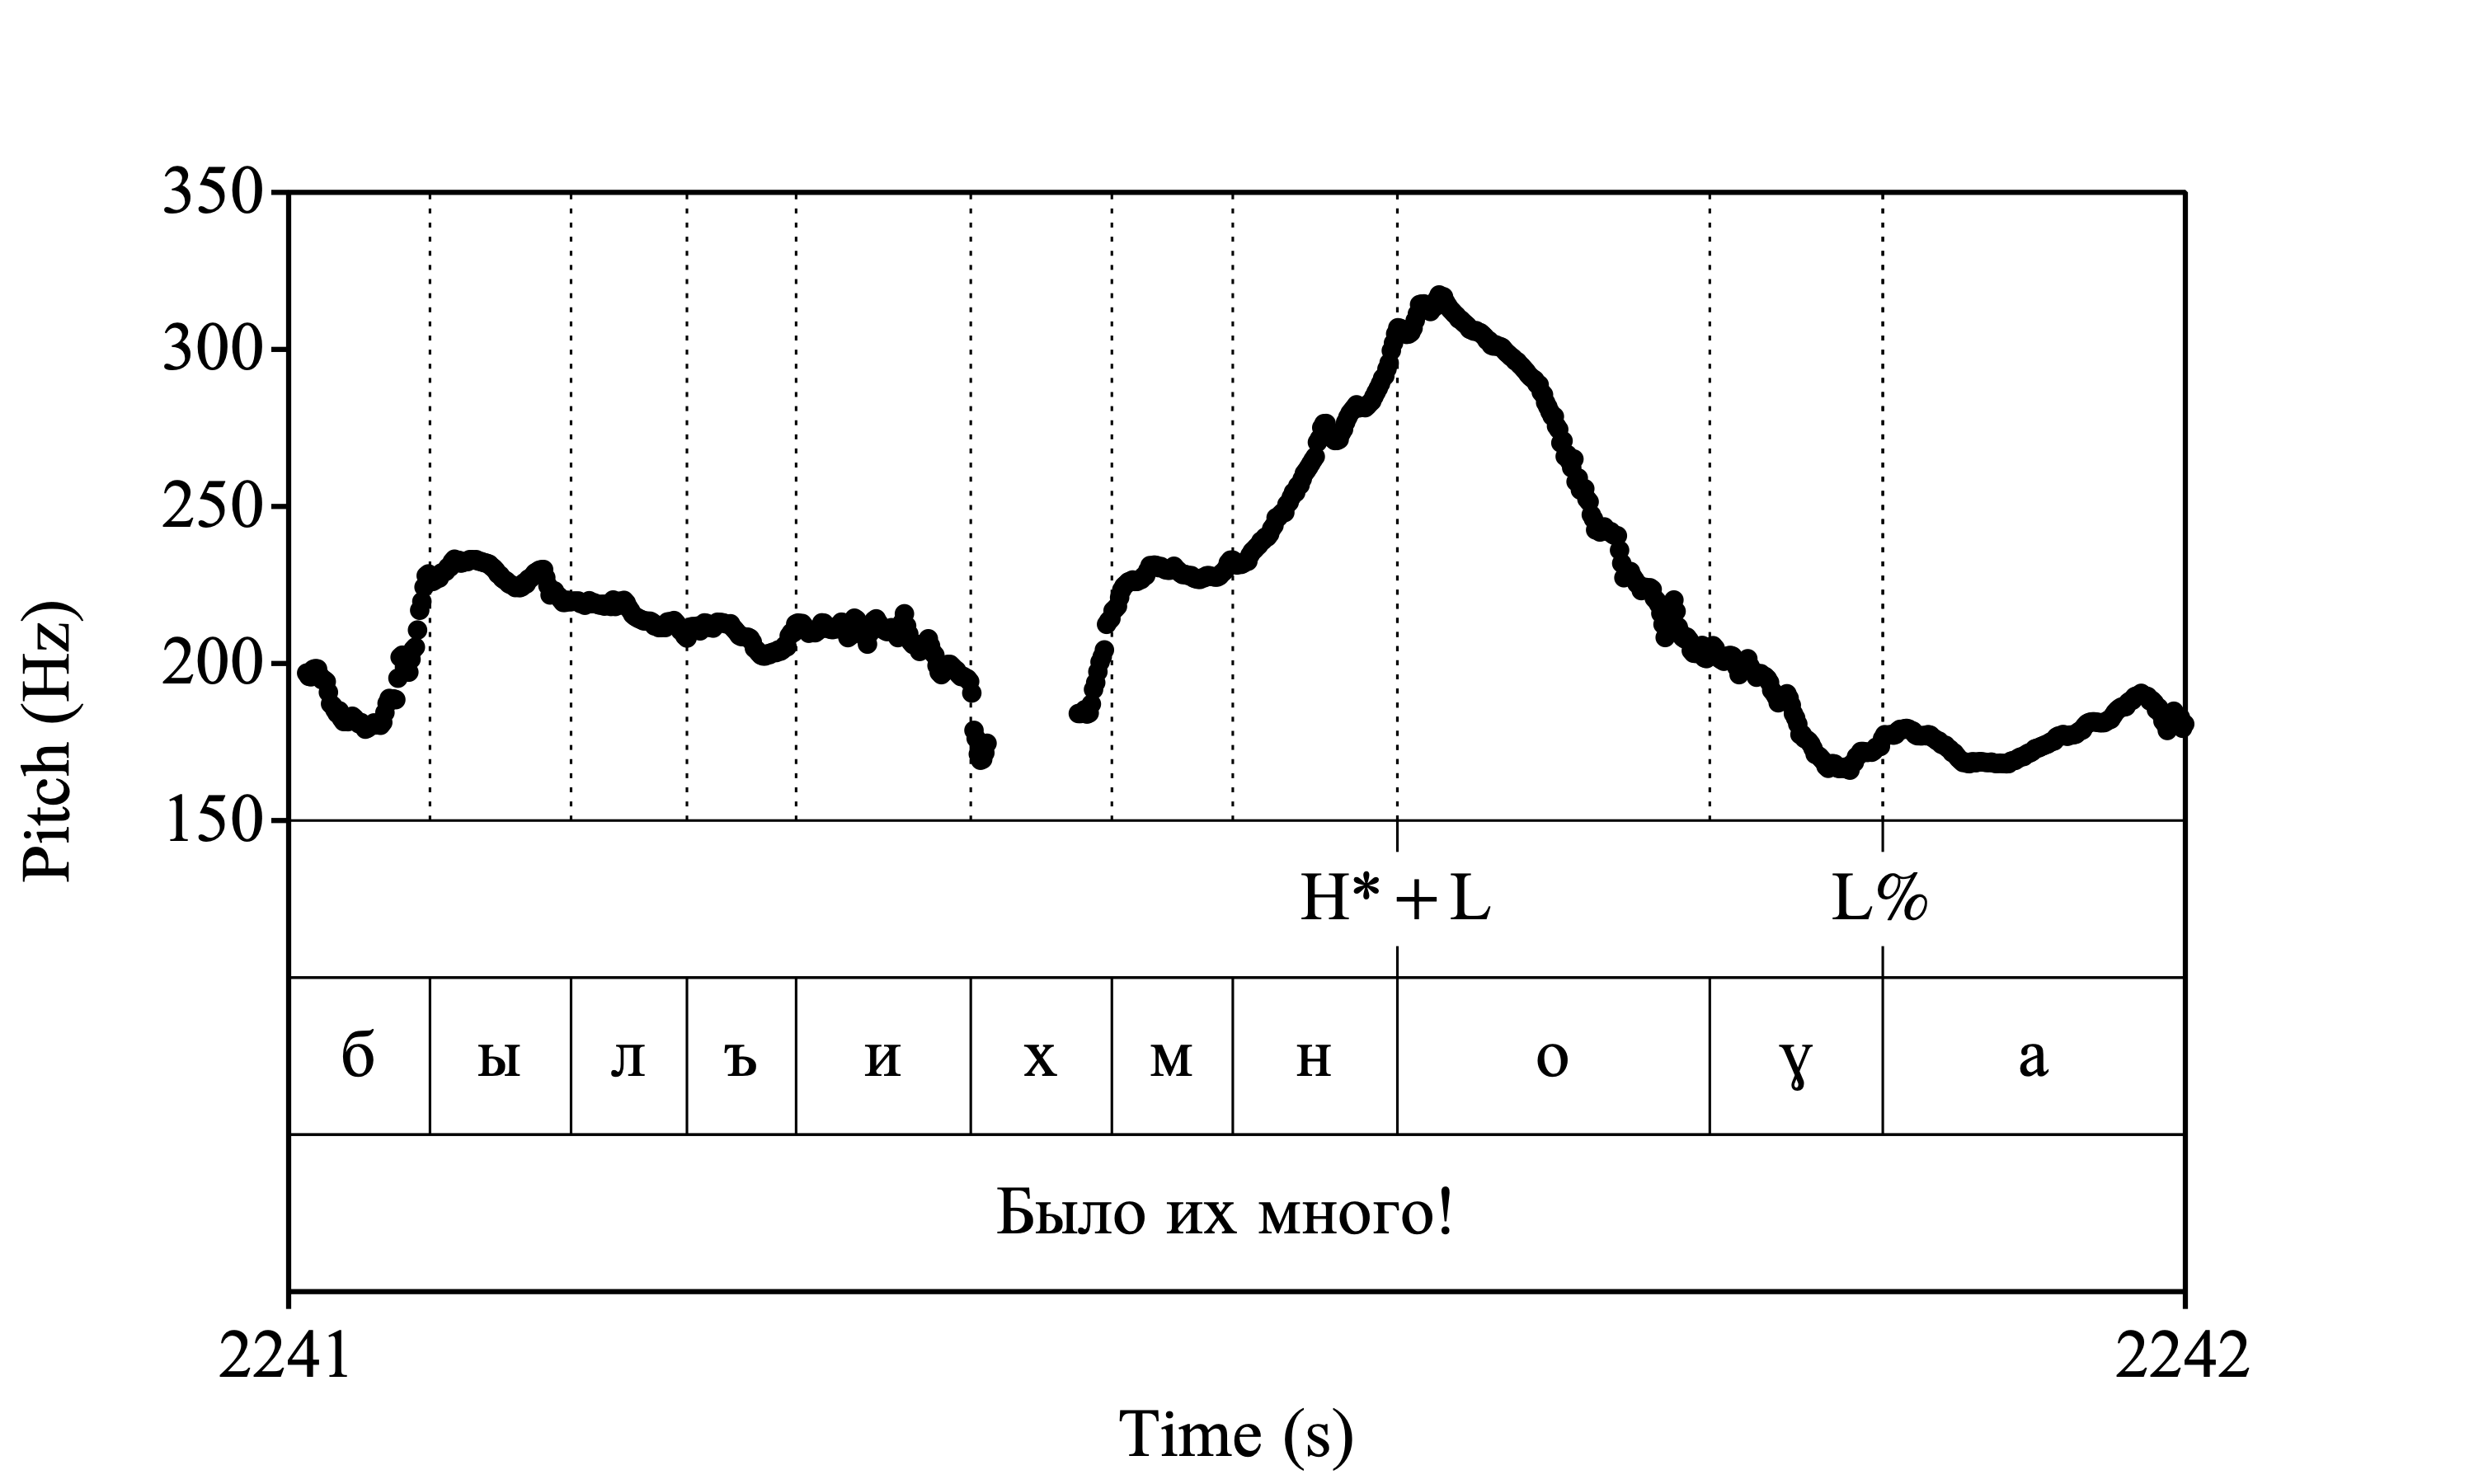 350
300
250
200
150
Pitch (Hz)
H*+L L%
б ы л ъ и х м н о ɣ а
Было их много!
2241 2242
Time (s)